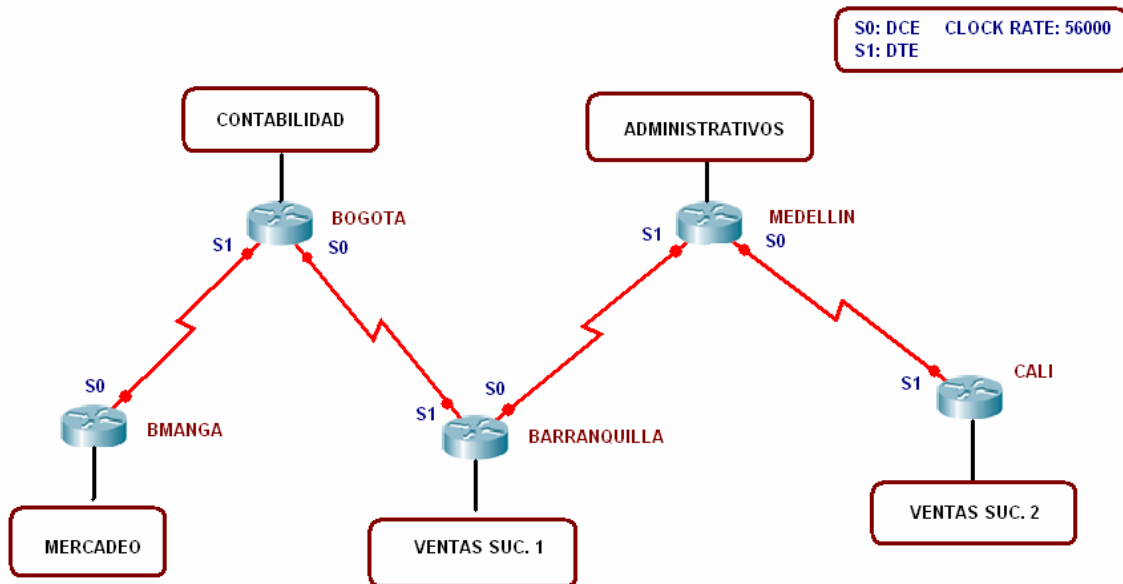 S0: DCE CLOCK RATE: 56000
S1: DTE
CONTABILIDAD
ADMINISTRATIVOS
BOGOTA
MEDELLIN
S1
S0
S1
S0
S0
BMANGA
S1
S0
BARRANQUILLA
S1
CALI
MERCADEO
VENTAS SUC. 1
VENTAS SUC. 2